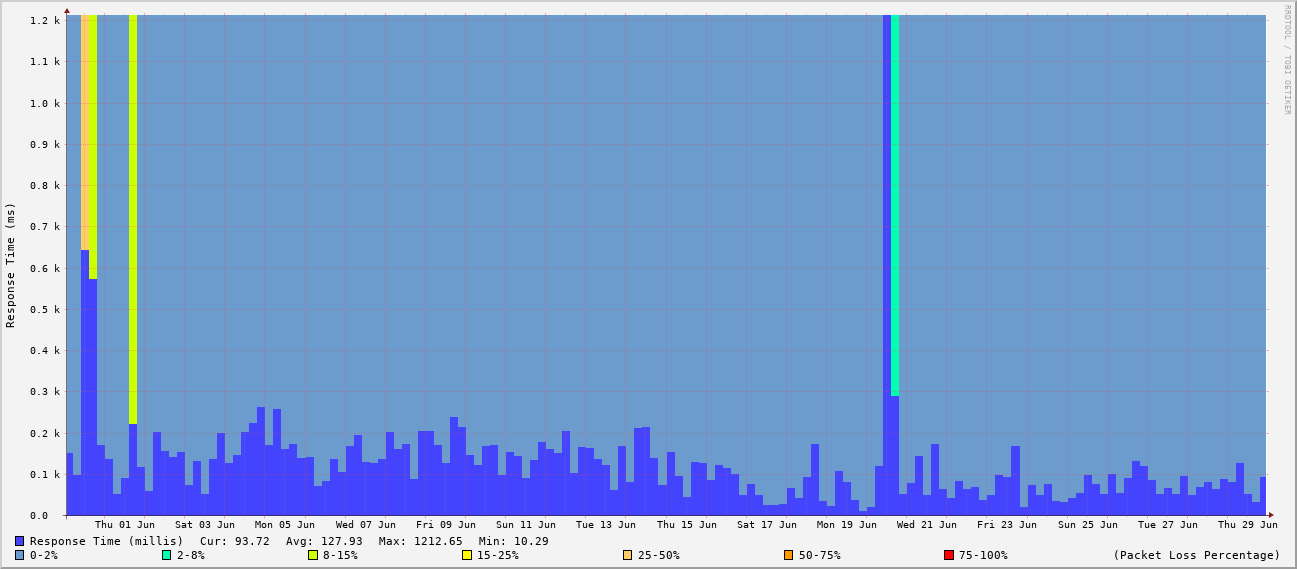 RRDTOOL / TOBI OETIKER
Response Time (ms)
1.2 k
1.1 k
1.0 k
0.9 k
0.8 k
0.7 k
0.6 k
0.5 k
0.4 k
0.3 k
0.2 k
0.1 k
0.0
Thu 01 Jun Sat 03 Jun Mon 05 Jun Wed 07 Jun Fri 09 Jun Sun 11 Jun Tue 13 Jun Thu 15 Jun Sat 17 Jun Mon 19 Jun Wed 21 Jun Fri 23 Jun Sun 25 Jun Tue 27 Jun Thu 29 Jun
Response Time (millis) Cur: 93.72 Avg: 127.93 Max: 1212.65 Min: 10.29
0-2% 2-8% 8-15% 15-25% 25-50% 50-75% 75-100% (Packet Loss Percentage)